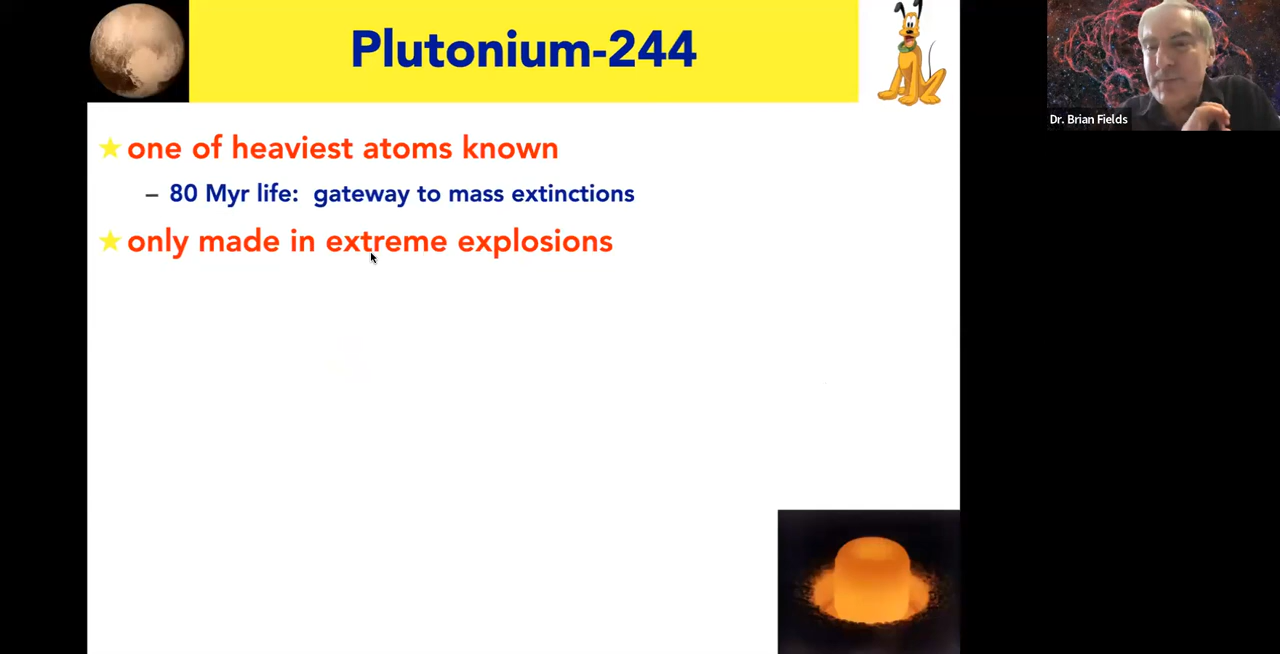 Plutonium-244
Dr. Brian Fields
one of heaviest atoms known
– 80 Myr life: gateway to mass extinctions
only made in extreme explosions